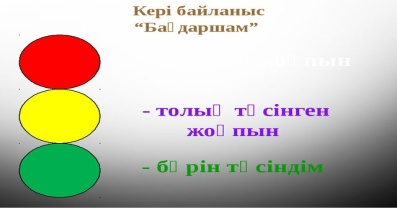 Кері байланыс
“Бағдаршам”
- толық түсінген
жоқпын
- бәрін түсіндім